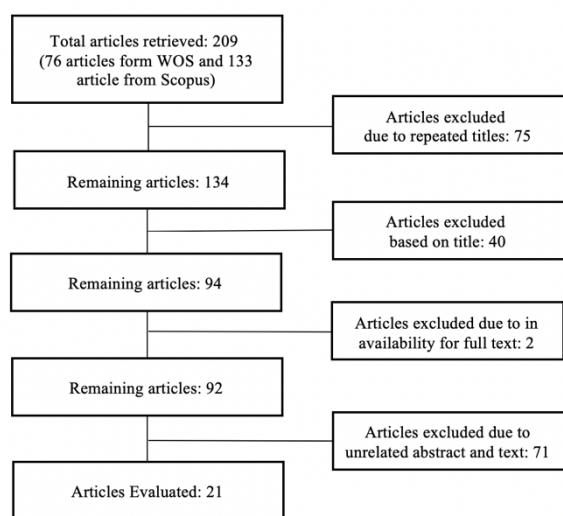 Total articles retrieved: 209
(76 articles form WOS and 133
article from Scopus)
Articles excluded
due to repeated titles: 75
Remaining articles: 134
Articles excluded
based on title: 40
Remaining articles: 94
Articles excluded due to in
availability for full text: 2
Remaining articles: 92
Articles excluded due to
unrelated abstract and text: 71
Articles Evaluated: 21